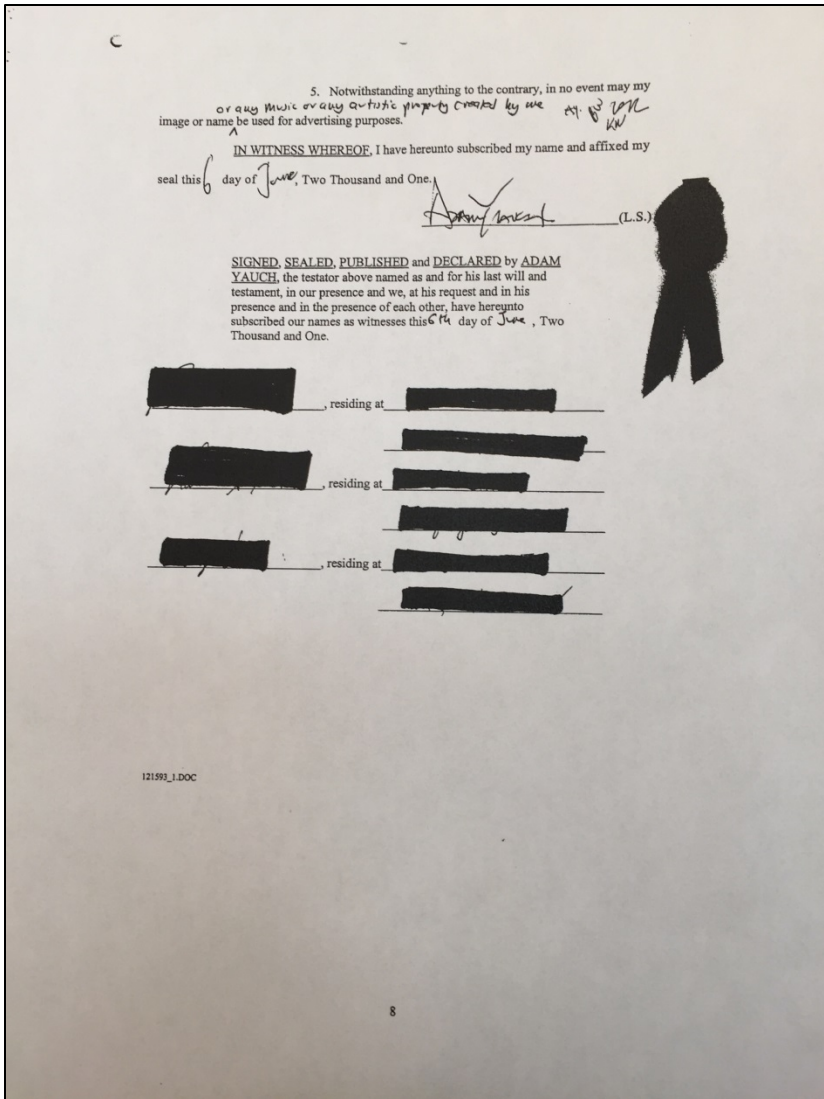 5. Notwithstanding anything to the contrary, in no event may my
or any music or any artistic property created by me AY.
image or name be used for advertising purposes.
IN WITNESS WHEREOF, I have hereunto subscribed my name and affixed my
seal this 6 day of June, Two Thousand and One.
(L.S.)
SIGNED, SEALED, PUBLISHED and DECLARED by ADAM
YAUCH, the testator above named as and for his last will and
testament, in our presence and we, at his request and in his
presence and in the presence of each other, have hereunto
subscribed our names as witnesses this 6th day of June , Two
Thousand and One.
, residing at
, residing at
, residing at
121593_1.DOC
8